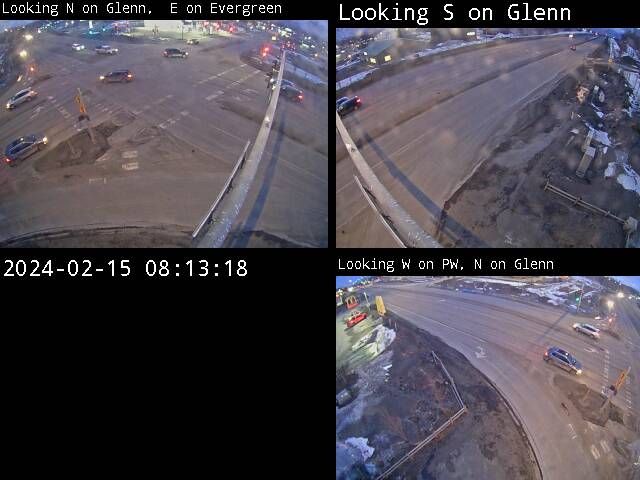 Looking N on Glenn,  E on Evergreen
Looking S on Glenn
2024-02-15 08:13:18
Looking W on PW, N on Glenn